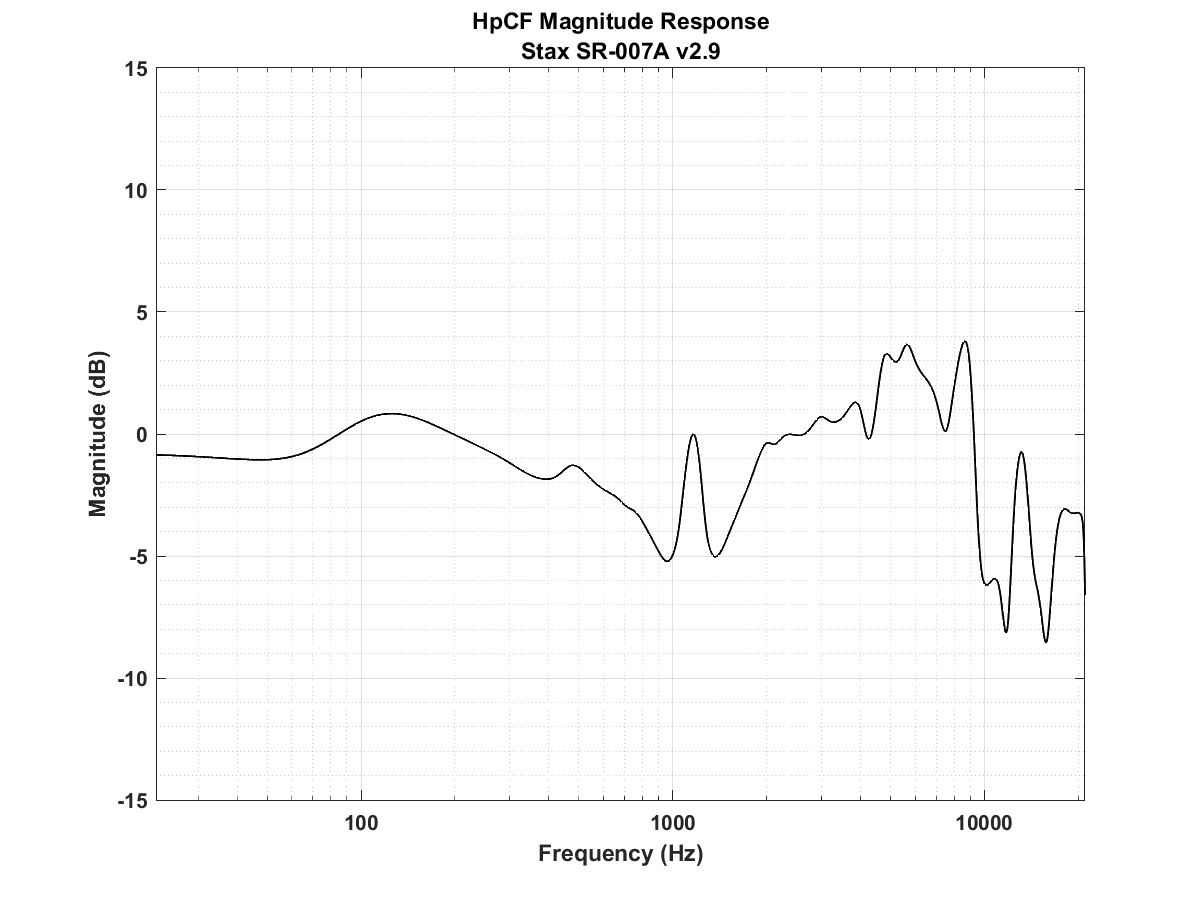 HpCF Magnitude Response
Stax SR-007A v2.9
15
10
5
0
-5
-10
-15
Magnitude (dB)
100
1000
10000
Frequency (Hz)